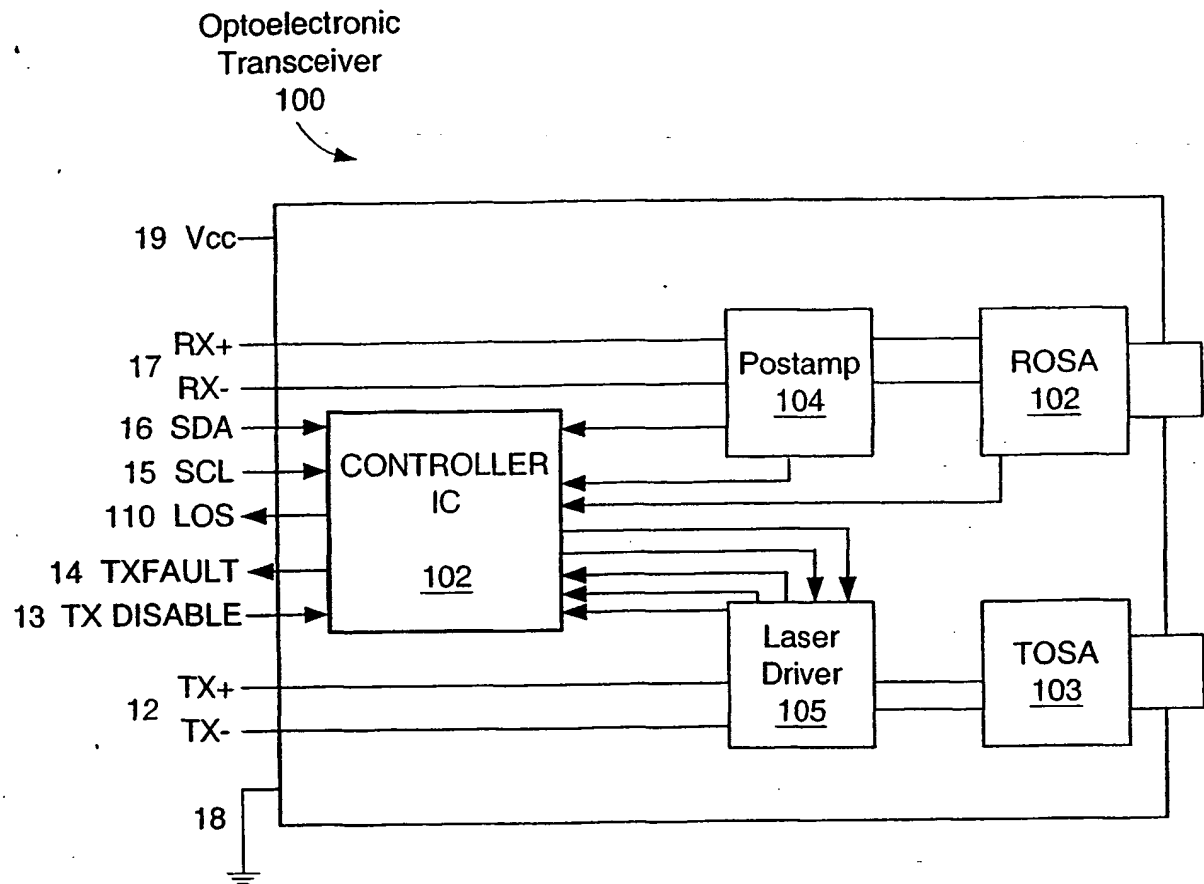 Optoelectronic
Transceiver
100
19 Vcc
17
RX+
RX-
16 SDA
15 SCL
110 LOS
14 TXFAULT
13 TX DISABLE
12
TX+
TX-
18
CONTROLLER
IC
102
Postamp
104
ROSA
102
Laser
Driver
105
TOSA
103